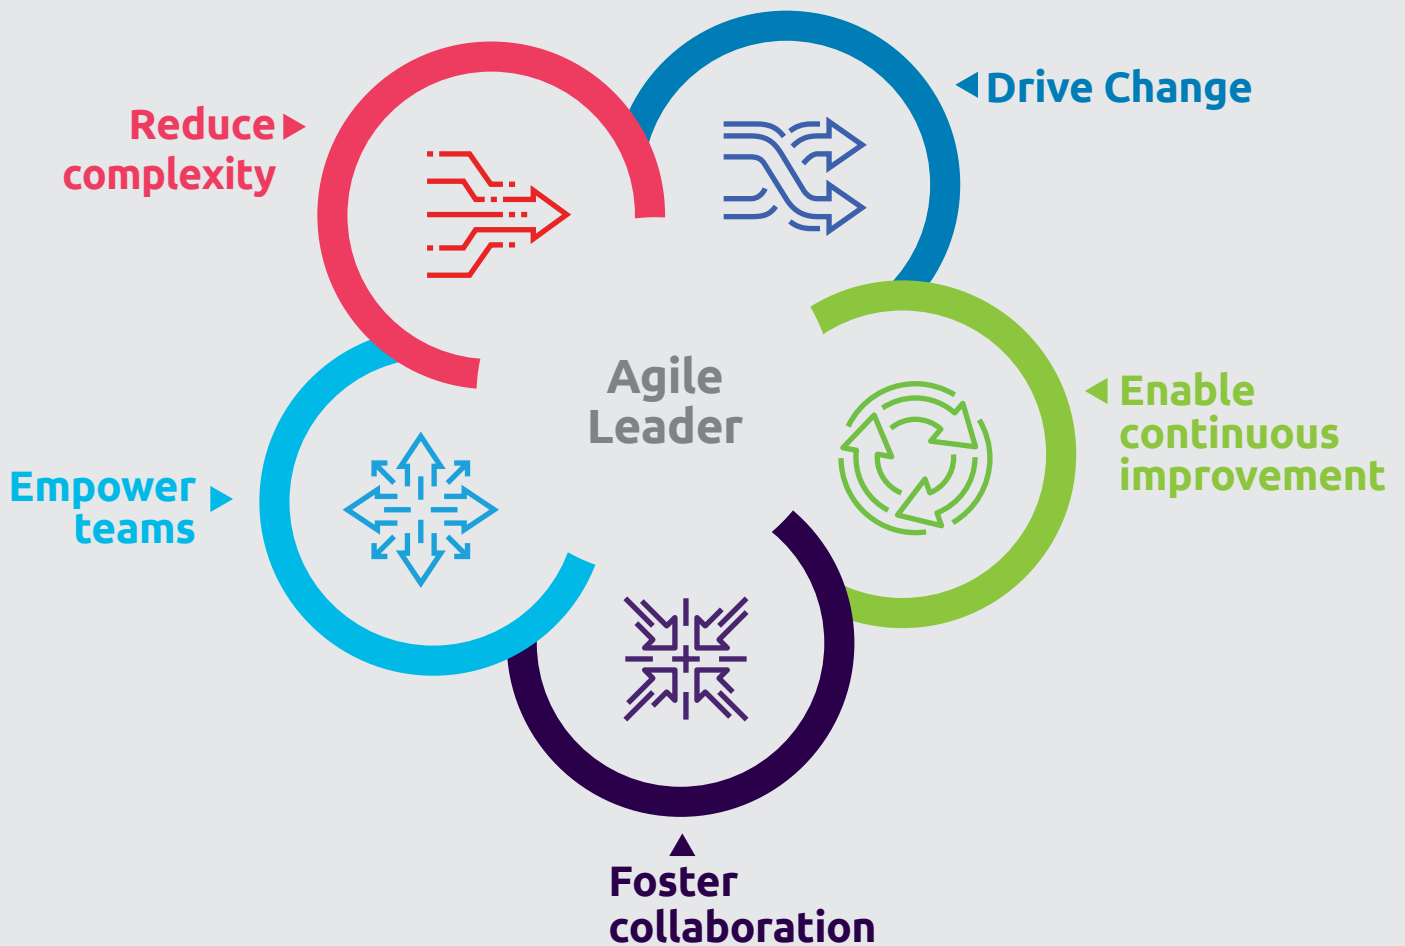 Drive Change
Reduce
complexity
Agile
Leader
Enable
continuous
improvement
Empower
teams
Foster
collaboration